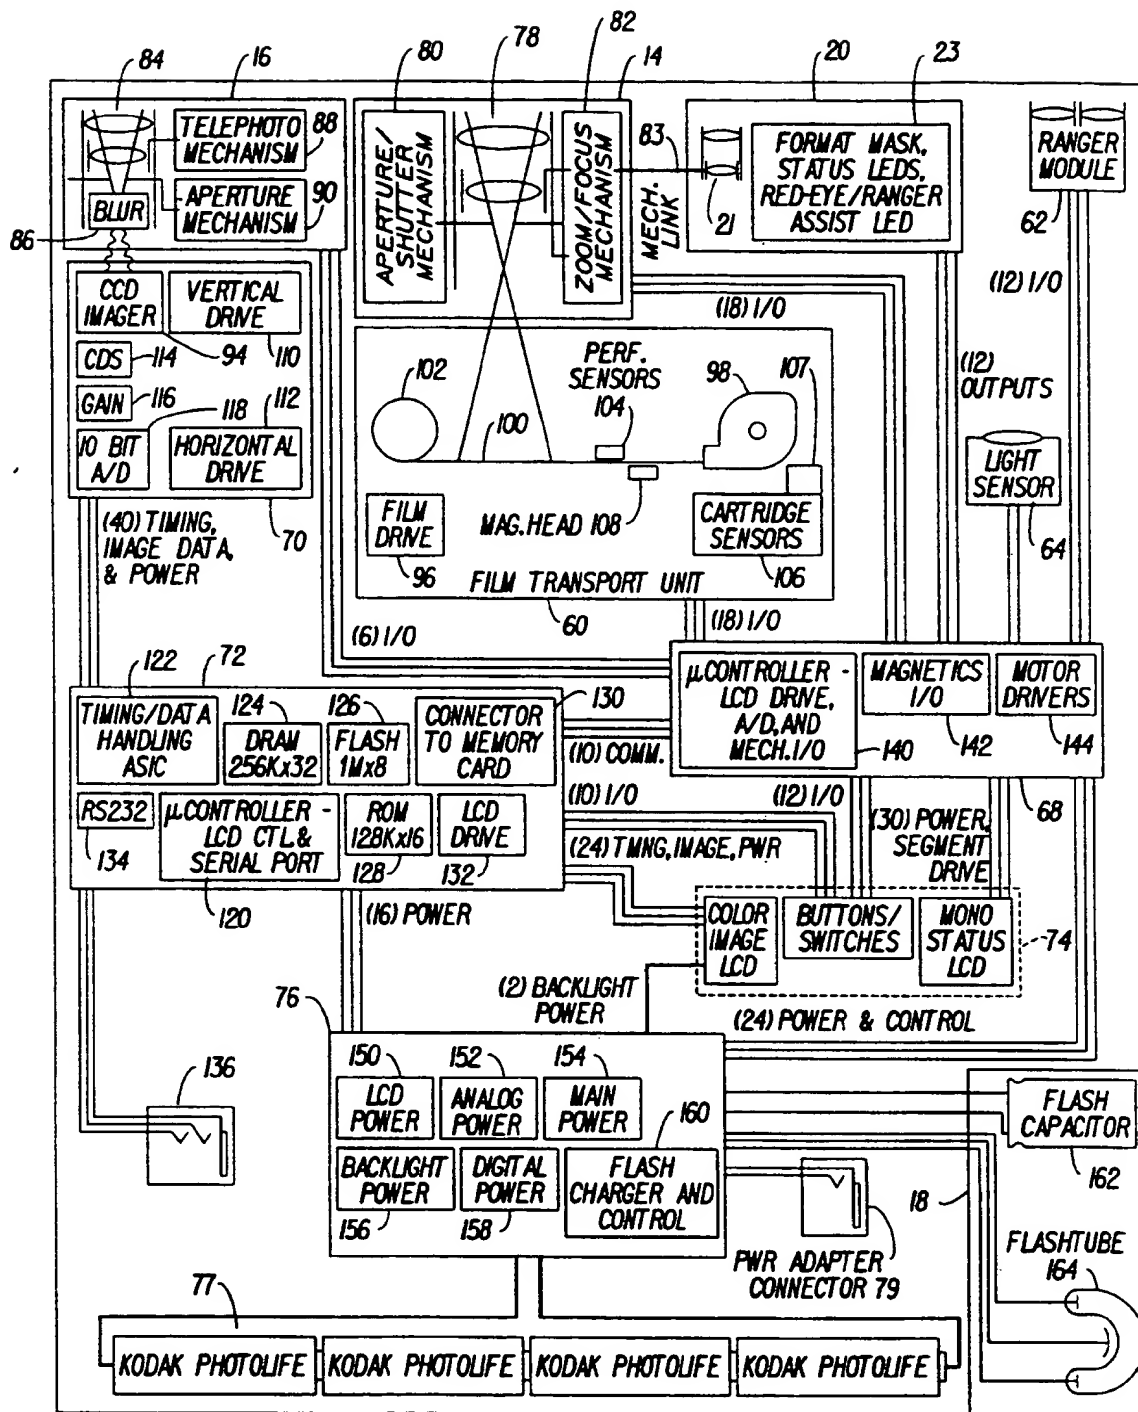 84
16
80
78
82
14
20
23
TELEPHOTO
MECHANISM
88
APERTURE
MECHANISM
90
BLUR
86
APERTURE/
SHUTTER
MECHANISM
ZOOM/FOCUS
MECHANISM
83
MECH.
LINK
21
FORMAT MASK,
STATUS LEDS,
RED-EYE/RANGER
ASSIST LED
RANGER
MODULE
62
(12) I/O
(18) I/O
(12)
OUTPUTS
CCD
IMAGER
VERTICAL
DRIVE
CDS
114
94
110
GAIN
116
118
112
10 BIT
A/D
HORIZONTAL
DRIVE
70
(40) TIMING,
IMAGE DATA,
& POWER
102
PERF.
SENSORS
104
98
107
100
FILM
DRIVE
96
MAG. HEAD 108
CARTRIDGE
SENSORS
106
FILM TRANSPORT UNIT
60
LIGHT
SENSOR
64
(6) I/O
(18) I/O
122
72
TIMING/DATA
HANDLING
ASIC
124
DRAM
256Kx32
126
FLASH
1Mx8
CONNECTOR
TO MEMORY
CARD
130
RS232
134
µCONTROLLER -
LCD CTL.&
SERIAL PORT
120
ROM
128Kx16
128
LCD
DRIVE
132
µCONTROLLER -
LCD DRIVE,
A/D, AND
MECH. I/O
140
MAGNETICS
I/O
142
MOTOR
DRIVERS
144
68
(10) COMM.
(10) I/O
(12) I/O
(30) POWER,
SEGMENT
DRIVE
(24) TMNG, IMAGE, PWR
(16) POWER
COLOR
IMAGE
LCD
BUTTONS/
SWITCHES
MONO
STATUS
LCD
74
(2) BACKLIGHT
POWER
(24) POWER & CONTROL
76
136
150
LCD
POWER
152
ANALOG
POWER
154
MAIN
POWER
160
BACKLIGHT
POWER
156
DIGITAL
POWER
158
FLASH
CHARGER AND
CONTROL
FLASH
CAPACITOR
162
18
PWR ADAPTER
CONNECTOR 79
FLASHTUBE
164
77
KODAK PHOTOLIFE KODAK PHOTOLIFE KODAK PHOTOLIFE KODAK PHOTOLIFE